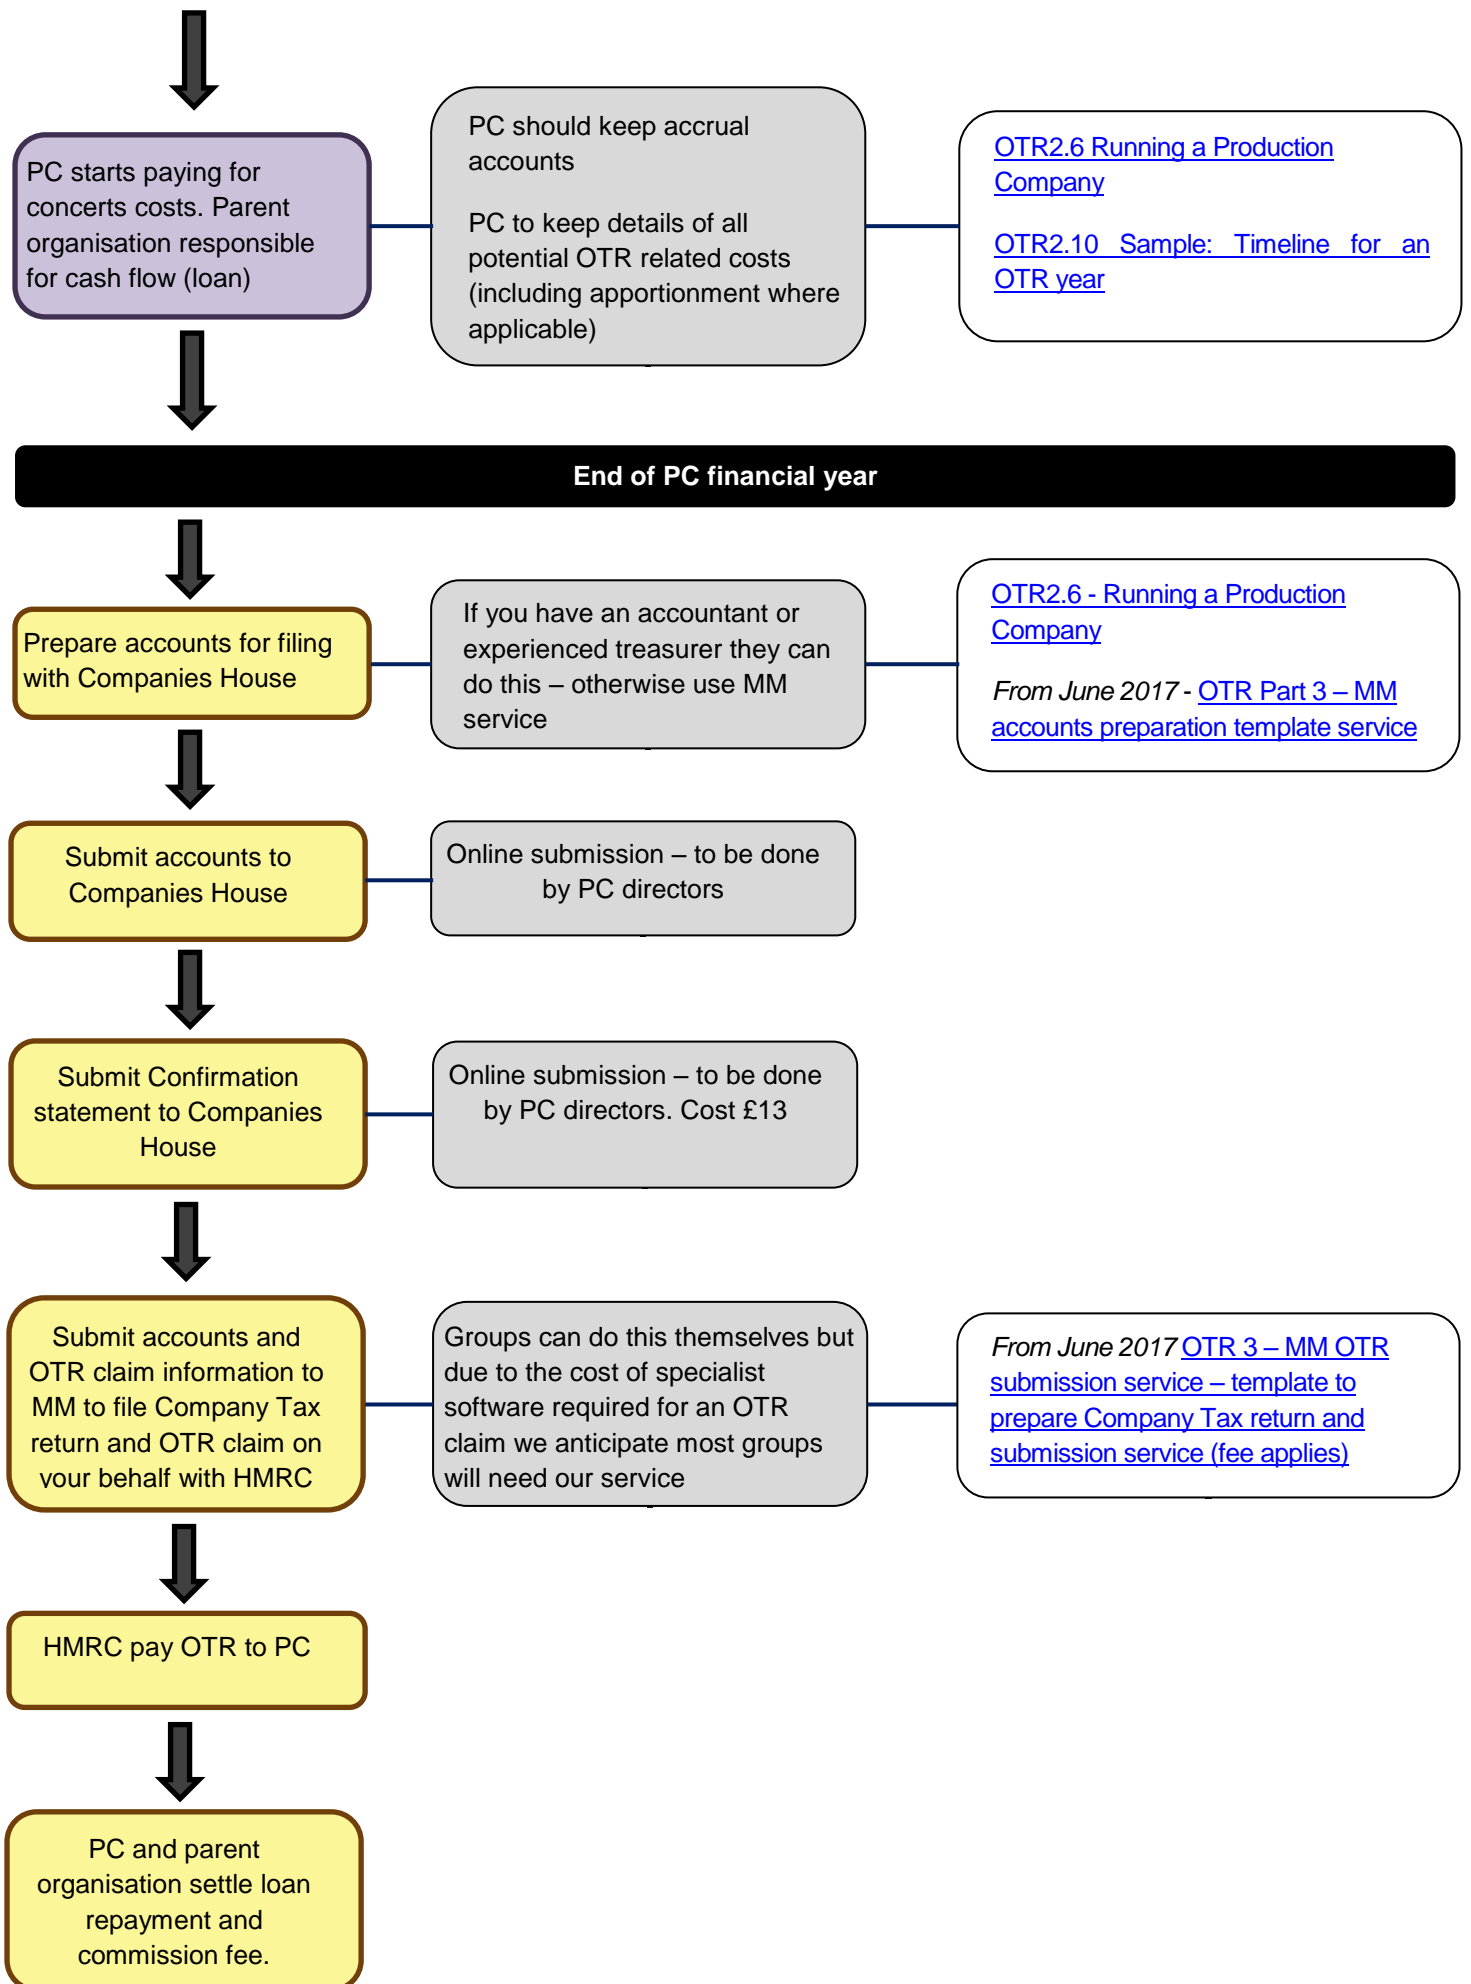 PC starts paying for
concerts costs. Parent
organisation responsible
for cash flow (loan)
PC should keep accrual
accounts
PC to keep details of all
potential OTR related costs
(including apportionment where
applicable)
OTR2.6 Running a Production
Company
OTR2.10 Sample: Timeline for an
OTR year
End of PC financial year
Prepare accounts for filing
with Companies House
If you have an accountant or
experienced treasurer they can
do this – otherwise use MM
service
OTR2.6 - Running a Production
Company
From June 2017 - OTR Part 3 – MM
accounts preparation template service
Submit accounts to
Companies House
Online submission – to be done
by PC directors
Submit Confirmation
statement to Companies
House
Online submission – to be done
by PC directors. Cost £13
Submit accounts and
OTR claim information to
MM to file Company Tax
return and OTR claim on
your behalf with HMRC
Groups can do this themselves but
due to the cost of specialist
software required for an OTR
claim we anticipate most groups
will need our service
From June 2017 OTR 3 – MM OTR
submission service – template to
prepare Company Tax return and
submission service (fee applies)
HMRC pay OTR to PC
PC and parent
organisation settle loan
repayment and
commission fee.